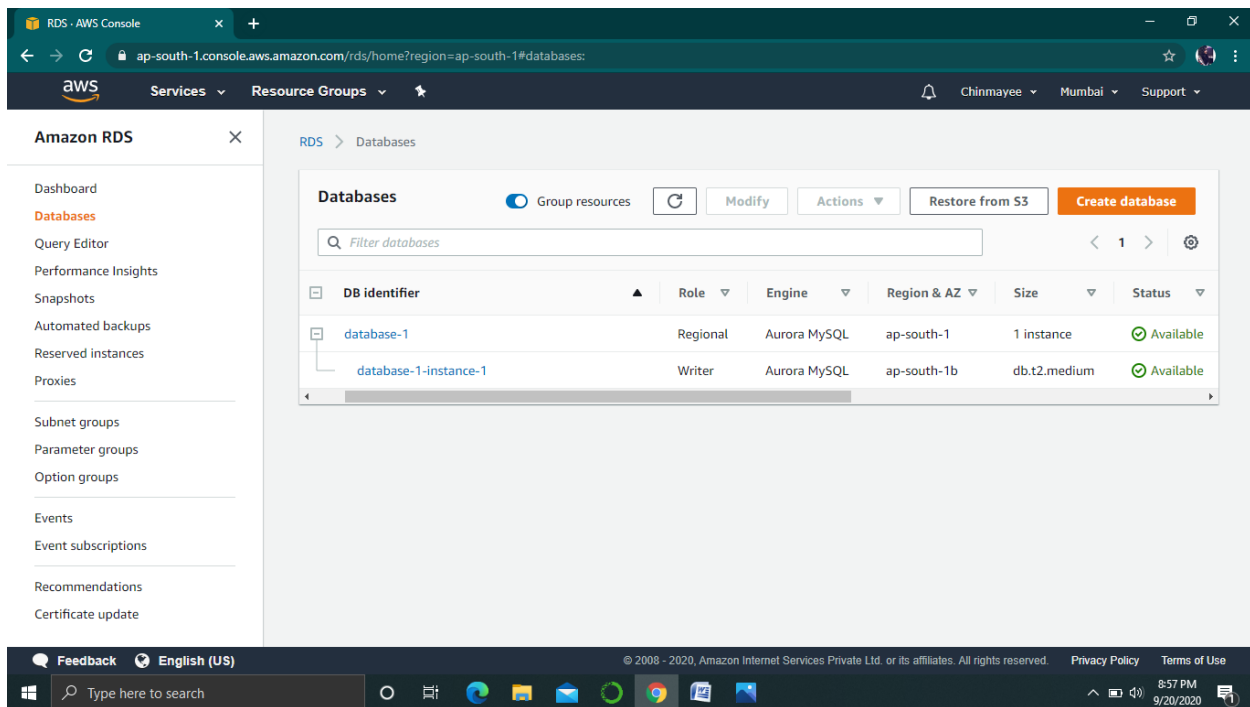 RDS · AWS Console
ap-south-1.console.aws.amazon.com/rds/home?region=ap-south-1#databases:
aws Services Resource Groups Chinmayee Mumbai Support
Amazon RDS
Dashboard
Databases
Query Editor
Performance Insights
Snapshots
Automated backups
Reserved instances
Proxies
Subnet groups
Parameter groups
Option groups
Events
Event subscriptions
Recommendations
Certificate update
RDS > Databases
Databases Group resources Modify Actions Restore from S3 Create database
Filter databases 1
DB identifier Role Engine Region & AZ Size Status
database-1 Regional Aurora MySQL ap-south-1 1 instance Available
database-1-instance-1 Writer Aurora MySQL ap-south-1b db.t2.medium Available
Feedback English (US) © 2008 - 2020, Amazon Internet Services Private Ltd. or its affiliates. All rights reserved. Privacy Policy Terms of Use
Type here to search
8:57 PM
9/20/2020
1